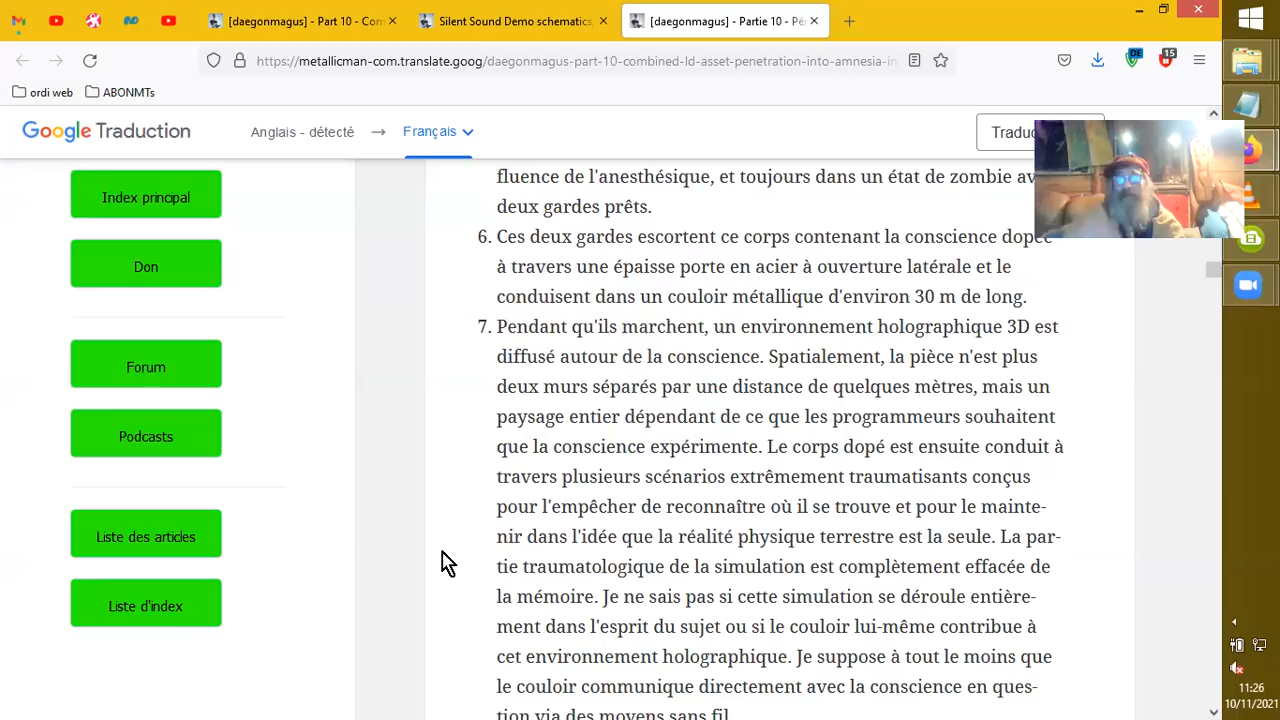 [daegonmagus] - Part 10 - Con
Silent Sound Demo schematics,
[daegonmagus] - Partie 10 - Pé
https://metallicman-com.translate.goog/daegonmagus-part-10-combined-ld-asset-penetration-into-amnesia-in
DE
15
ordi web
ABONMTs
Google Traduction
Anglais - détecté
Français
Traduc
Index principal
Don
Forum
Podcasts
Liste des articles
Liste d'index
fluence de l'anesthésique, et toujours dans un état de zombie av
deux gardes prêts.
6. Ces deux gardes escortent ce corps contenant la conscience dopée
à travers une épaisse porte en acier à ouverture latérale et le
conduisent dans un couloir métallique d'environ 30 m de long.
7. Pendant qu'ils marchent, un environnement holographique 3D est
diffusé autour de la conscience. Spatialement, la pièce n'est plus
deux murs séparés par une distance de quelques mètres, mais un
paysage entier dépendant de ce que les programmeurs souhaitent
que la conscience expérimente. Le corps dopé est ensuite conduit à
travers plusieurs scénarios extrêmement traumatisants conçus
pour l'empêcher de reconnaître où il se trouve et pour le mainte-
nir dans l'idée que la réalité physique terrestre est la seule. La par-
tie traumatologique de la simulation est complètement effacée de
la mémoire. Je ne sais pas si cette simulation se déroule entière-
ment dans l'esprit du sujet ou si le couloir lui-même contribue à
cet environnement holographique. Je suppose à tout le moins que
le couloir communique directement avec la conscience en ques-
tion via des moyens sans fil.
11:26
10/11/2021